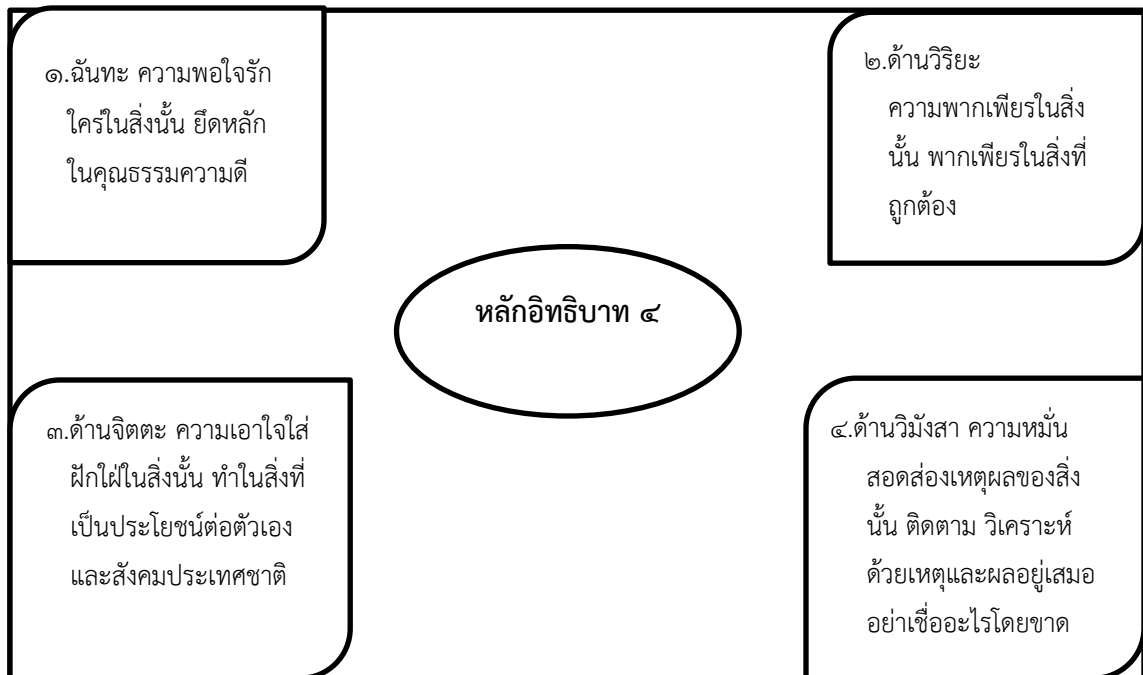 ๑.ฉันทะ ความพอใจรัก
ใคร่ในสิ่งนั้น ยึดหลัก
ในคุณธรรมความดี
๒.ด้านวิริยะ
ความพากเพียรในสิ่ง
นั้น พากเพียรในสิ่งที่
ถูกต้อง
หลักอิทธิบาท ๔
๓.ด้านจิตตะ ความเอาใจใส่
ฝักใฝ่ในสิ่งนั้น ทำในสิ่งที่
เป็นประโยชน์ต่อตัวเอง
และสังคมประเทศชาติ
๔.ด้านวิมังสา ความหมั่น
สอดส่องเหตุผลของสิ่ง
นั้น ติดตาม วิเคราะห์
ด้วยเหตุและผลอยู่เสมอ
อย่าเชื่ออะไรโดยขาด